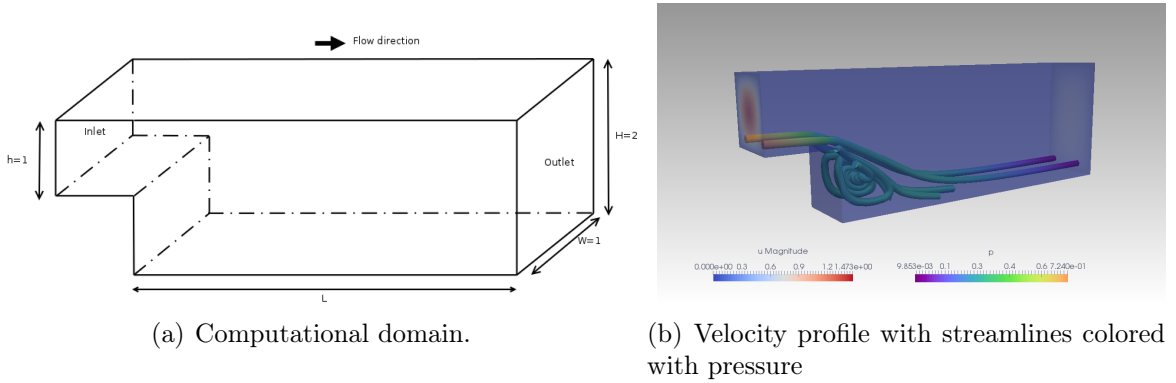 Flow direction
Inlet
h=1
H=2
Outlet
W=1
L
(a) Computational domain.
u Magnitude
0.000e+00 0.3 0.6 0.9 1.2 1.473e+00
p
9.853e-03 0.1 0.3 0.4 0.6 7.240e-01
(b) Velocity profile with streamlines colored
with pressure